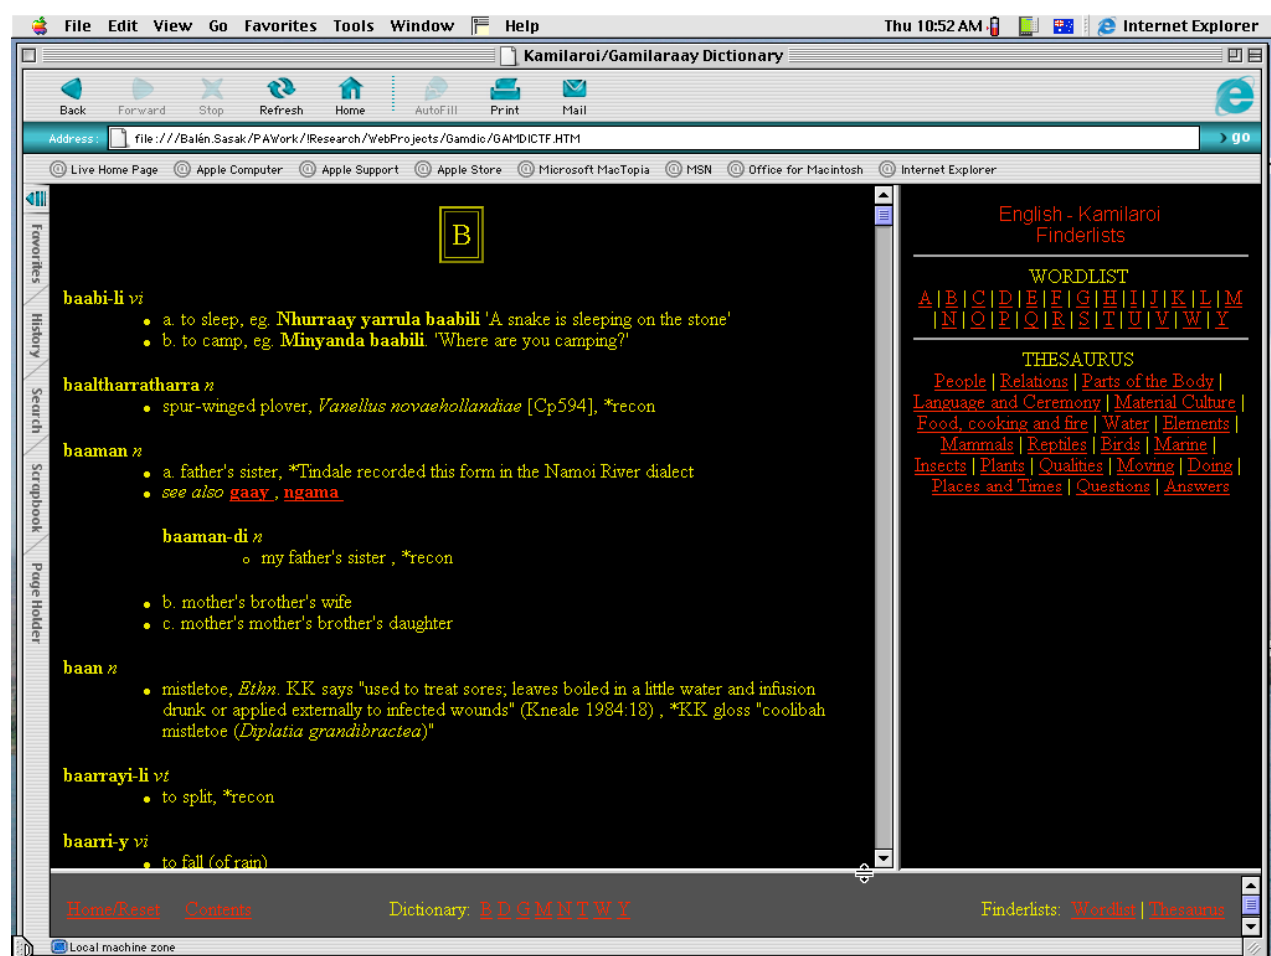 File Edit View Go Favorites Tools Window Help Thu 10:52 AM Internet Explorer
Kamilaroi/Gamilaraay Dictionary
Back Forward Stop Refresh Home AutoFill Print Mail
Address: file:///Balén.Sasak/PAWork/!Research/WebProjects/Gamdic/GAMDICTF.HTM go
Live Home Page Apple Computer Apple Support Apple Store Microsoft MacTopia MSN Office for Macintosh Internet Explorer
Favorites
History
Search
Scrapbook
Page Holder
B
baabi-li vi
• a. to sleep, eg. Nhurraay yarrula baabili 'A snake is sleeping on the stone'
• b. to camp, eg. Minyanda baabili. 'Where are you camping?'
baaltharratharra n
• spur-winged plover, Vanellus novaehollandiae [Cp594], *recon
baaman n
• a. father's sister, *Tindale recorded this form in the Namoi River dialect
• see also gaay , ngama
baaman-di n
o my father's sister , *recon
• b. mother's brother's wife
• c. mother's mother's brother's daughter
baan n
• mistletoe, Ethn. KK says "used to treat sores; leaves boiled in a little water and infusion
drunk or applied externally to infected wounds" (Kneale 1984:18) , *KK gloss "coolibah
mistletoe (Diplatia grandibractea)"
baarrayi-li vt
• to split, *recon
baarri-y vi
• to fall (of rain)
English - Kamilaroi
Finderlists
WORDLIST
A | B | C | D | E | F | G | H | I | J | K | L | M
| N | O | P | Q | R | S | T | U | V | W | Y
THESAURUS
People | Relations | Parts of the Body |
Language and Ceremony | Material Culture |
Food, cooking and fire | Water | Elements |
Mammals | Reptiles | Birds | Marine |
Insects | Plants | Qualities | Moving | Doing |
Places and Times | Questions | Answers
Home/Reset Contents Dictionary: B D G M N T W Y Finderlists: Wordlist | Thesaurus
Local machine zone